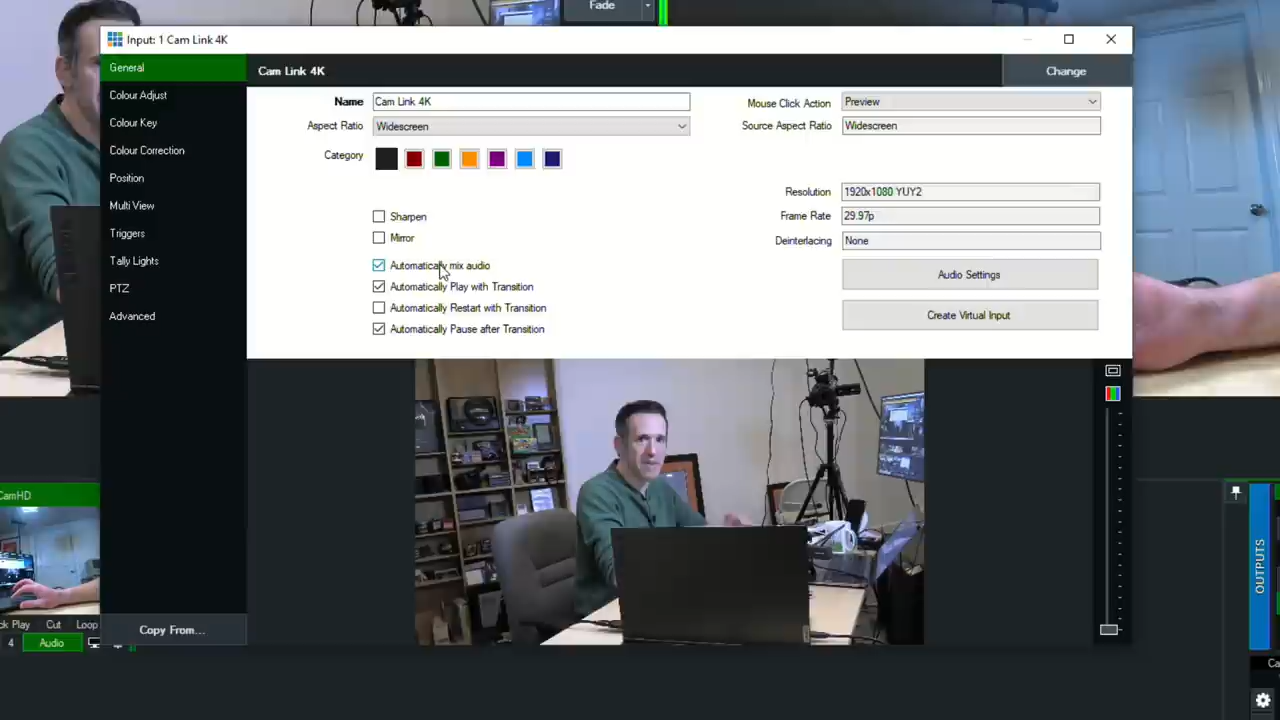 Fade
Input: 1 Cam Link 4K
General
Colour Adjust
Colour Key
Colour Correction
Position
Multi View
Triggers
Tally Lights
PTZ
Advanced
Copy From...
Cam Link 4K
Change
Name
Cam Link 4K
Mouse Click Action
Preview
Aspect Ratio
Widescreen
Source Aspect Ratio
Widescreen
Category
Resolution
1920x1080 YUY2
Sharpen
Frame Rate
29.97p
Mirror
Deinterlacing
None
Automatically mix audio
Audio Settings
Automatically Play with Transition
Automatically Restart with Transition
Create Virtual Input
Automatically Pause after Transition
CamHD
ck Play
Cut
Loop
4
Audio
OUTPUTS
Ca